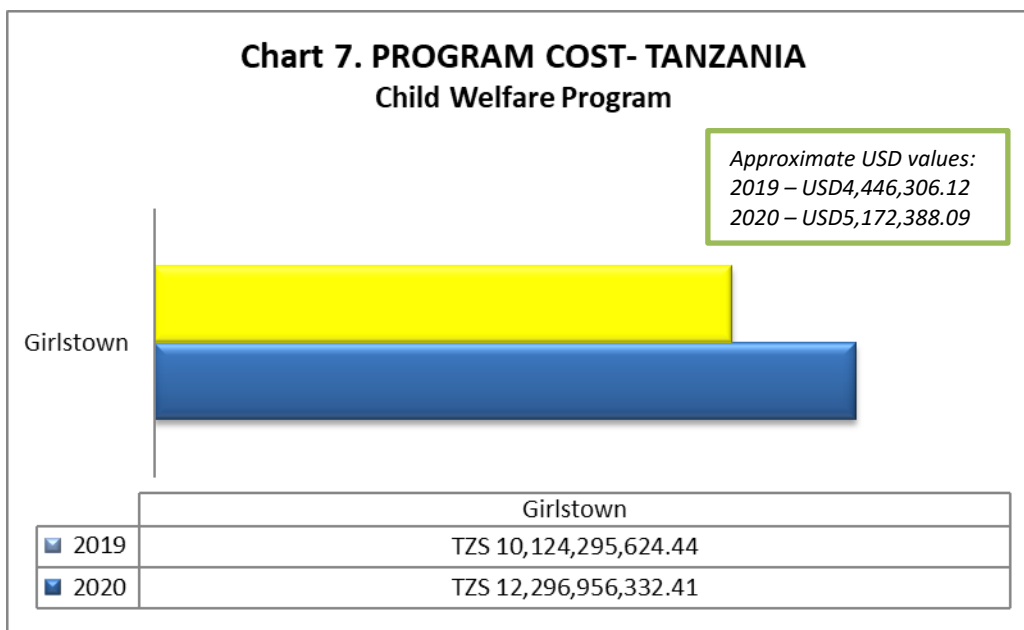 Chart 7. PROGRAM COST- TANZANIA
Child Welfare Program
Approximate USD values:
2019 – USD4,446,306.12
2020 – USD5,172,388.09
Girlstown
Girlstown
2019 TZS 10,124,295,624.44
2020 TZS 12,296,956,332.41